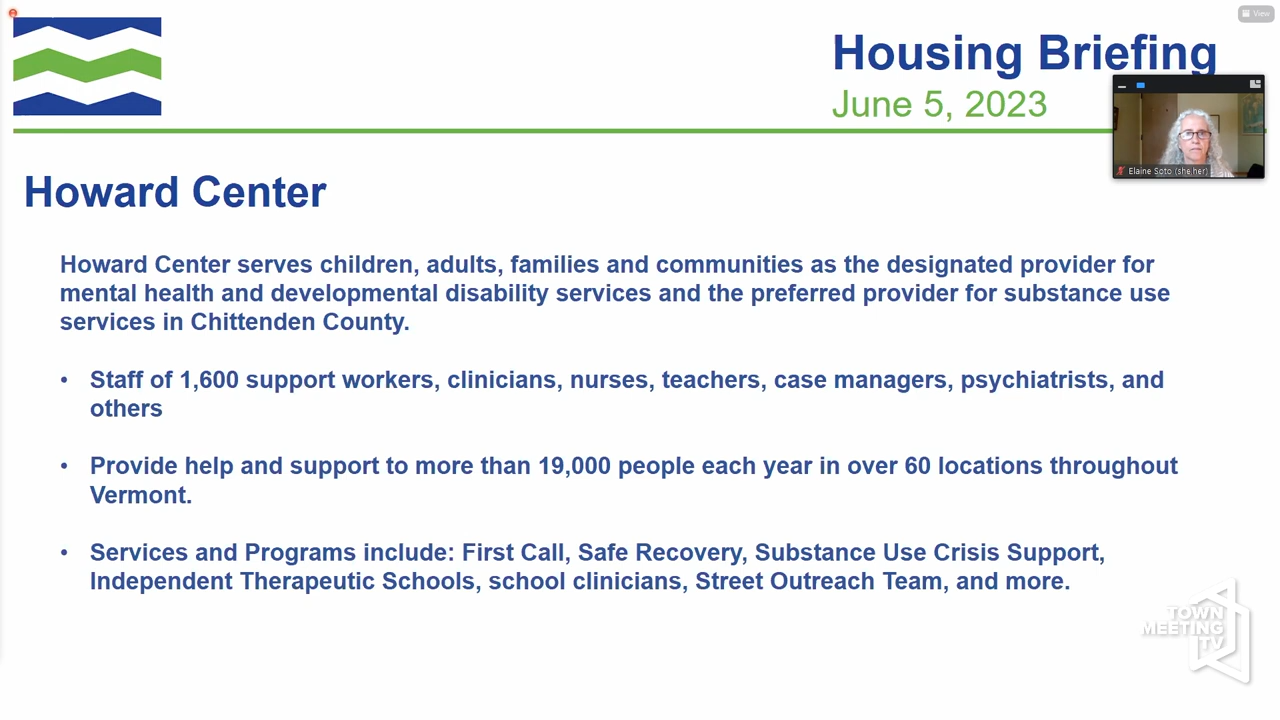 View
Housing Briefing
June 5, 2023
Elaine Soto (she,her)
Howard Center
Howard Center serves children, adults, families and communities as the designated provider for
mental health and developmental disability services and the preferred provider for substance use
services in Chittenden County.
• Staff of 1,600 support workers, clinicians, nurses, teachers, case managers, psychiatrists, and
others
• Provide help and support to more than 19,000 people each year in over 60 locations throughout
Vermont.
• Services and Programs include: First Call, Safe Recovery, Substance Use Crisis Support,
Independent Therapeutic Schools, school clinicians, Street Outreach Team, and more.
TOWN
MEETING
TV